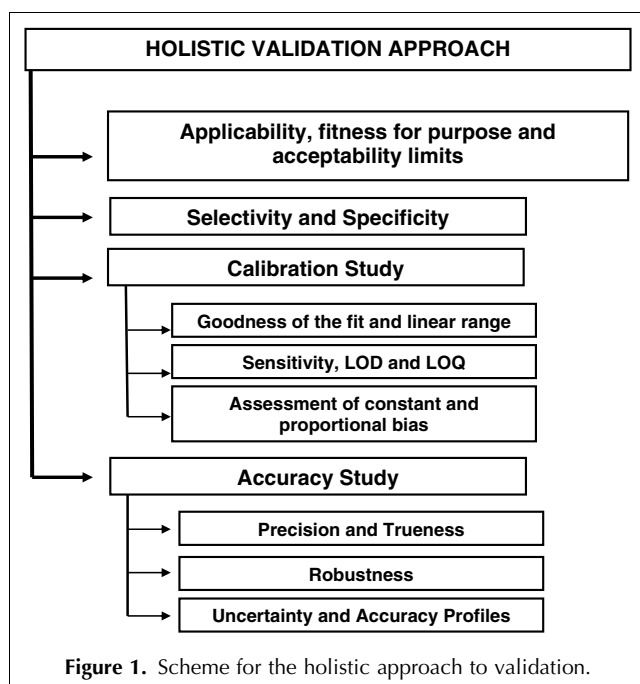 HOLISTIC VALIDATION APPROACH
Applicability, fitness for purpose and
acceptability limits
Selectivity and Specificity
Calibration Study
Goodness of the fit and linear range
Sensitivity, LOD and LOQ
Assessment of constant and
proportional bias
Accuracy Study
Precision and Trueness
Robustness
Uncertainty and Accuracy Profiles
Figure 1. Scheme for the holistic approach to validation.